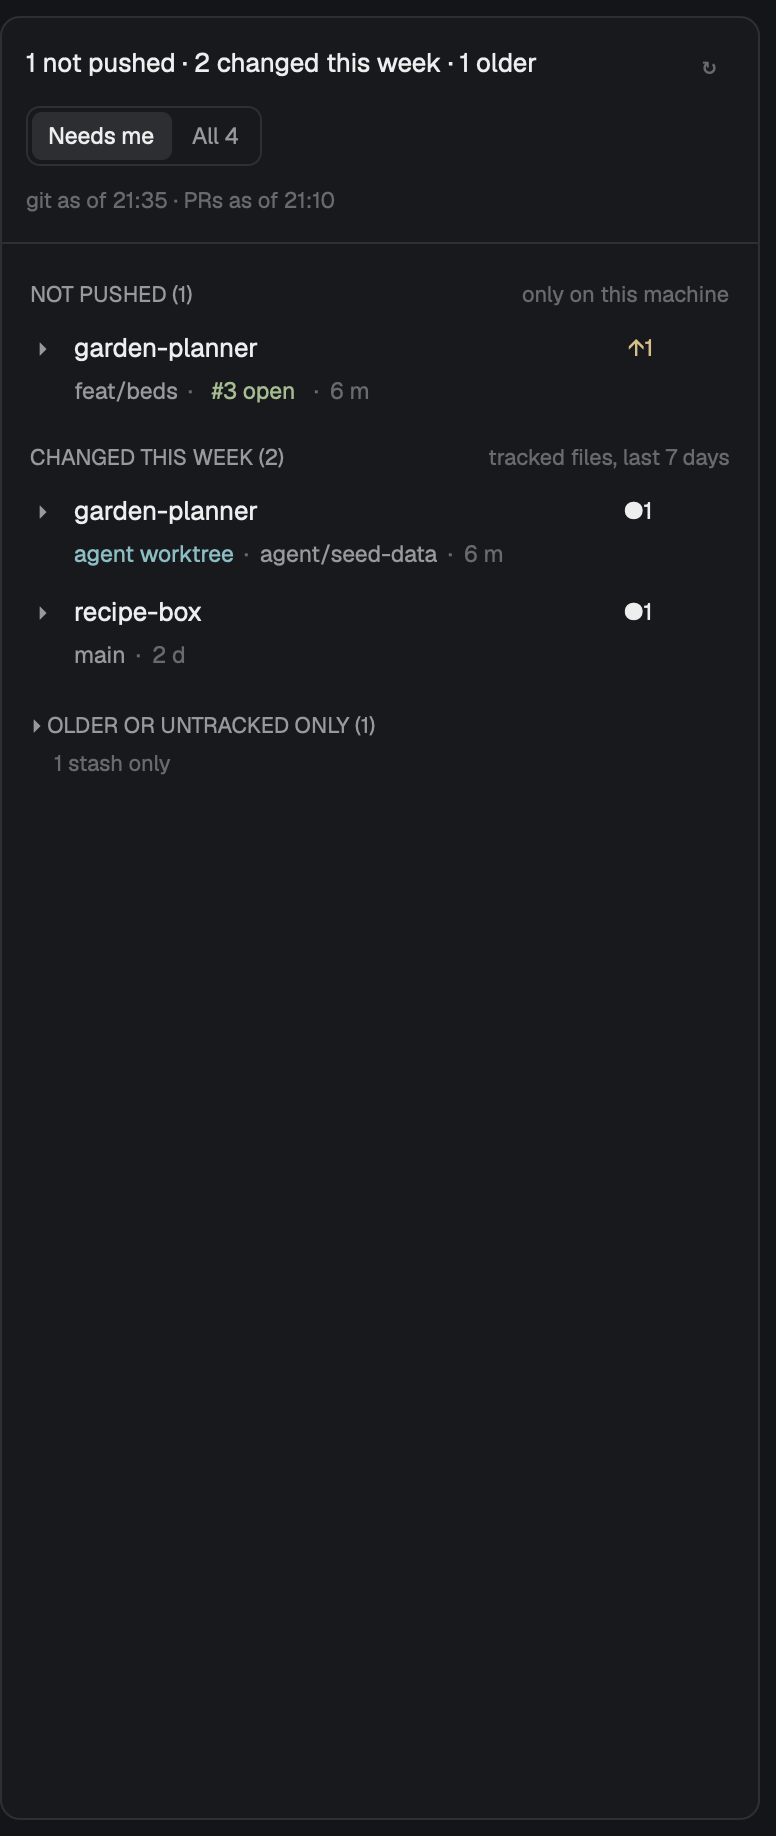 1 not pushed · 2 changed this week · 1 older
↻
Needs me All 4
git as of 21:35 · PRs as of 21:10
NOT PUSHED (1) only on this machine
garden-planner ↑1
feat/beds · #3 open · 6 m
CHANGED THIS WEEK (2) tracked files, last 7 days
garden-planner ●1
agent worktree · agent/seed-data · 6 m
recipe-box ●1
main · 2 d
OLDER OR UNTRACKED ONLY (1)
1 stash only